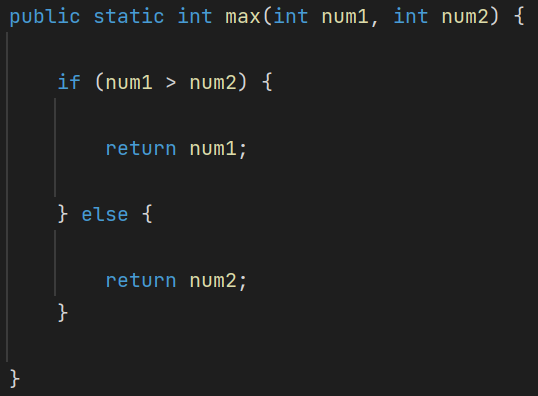 public static int max(int num1, int num2) {
if (num1 > num2) {
return num1;
} else {
return num2;
}
}